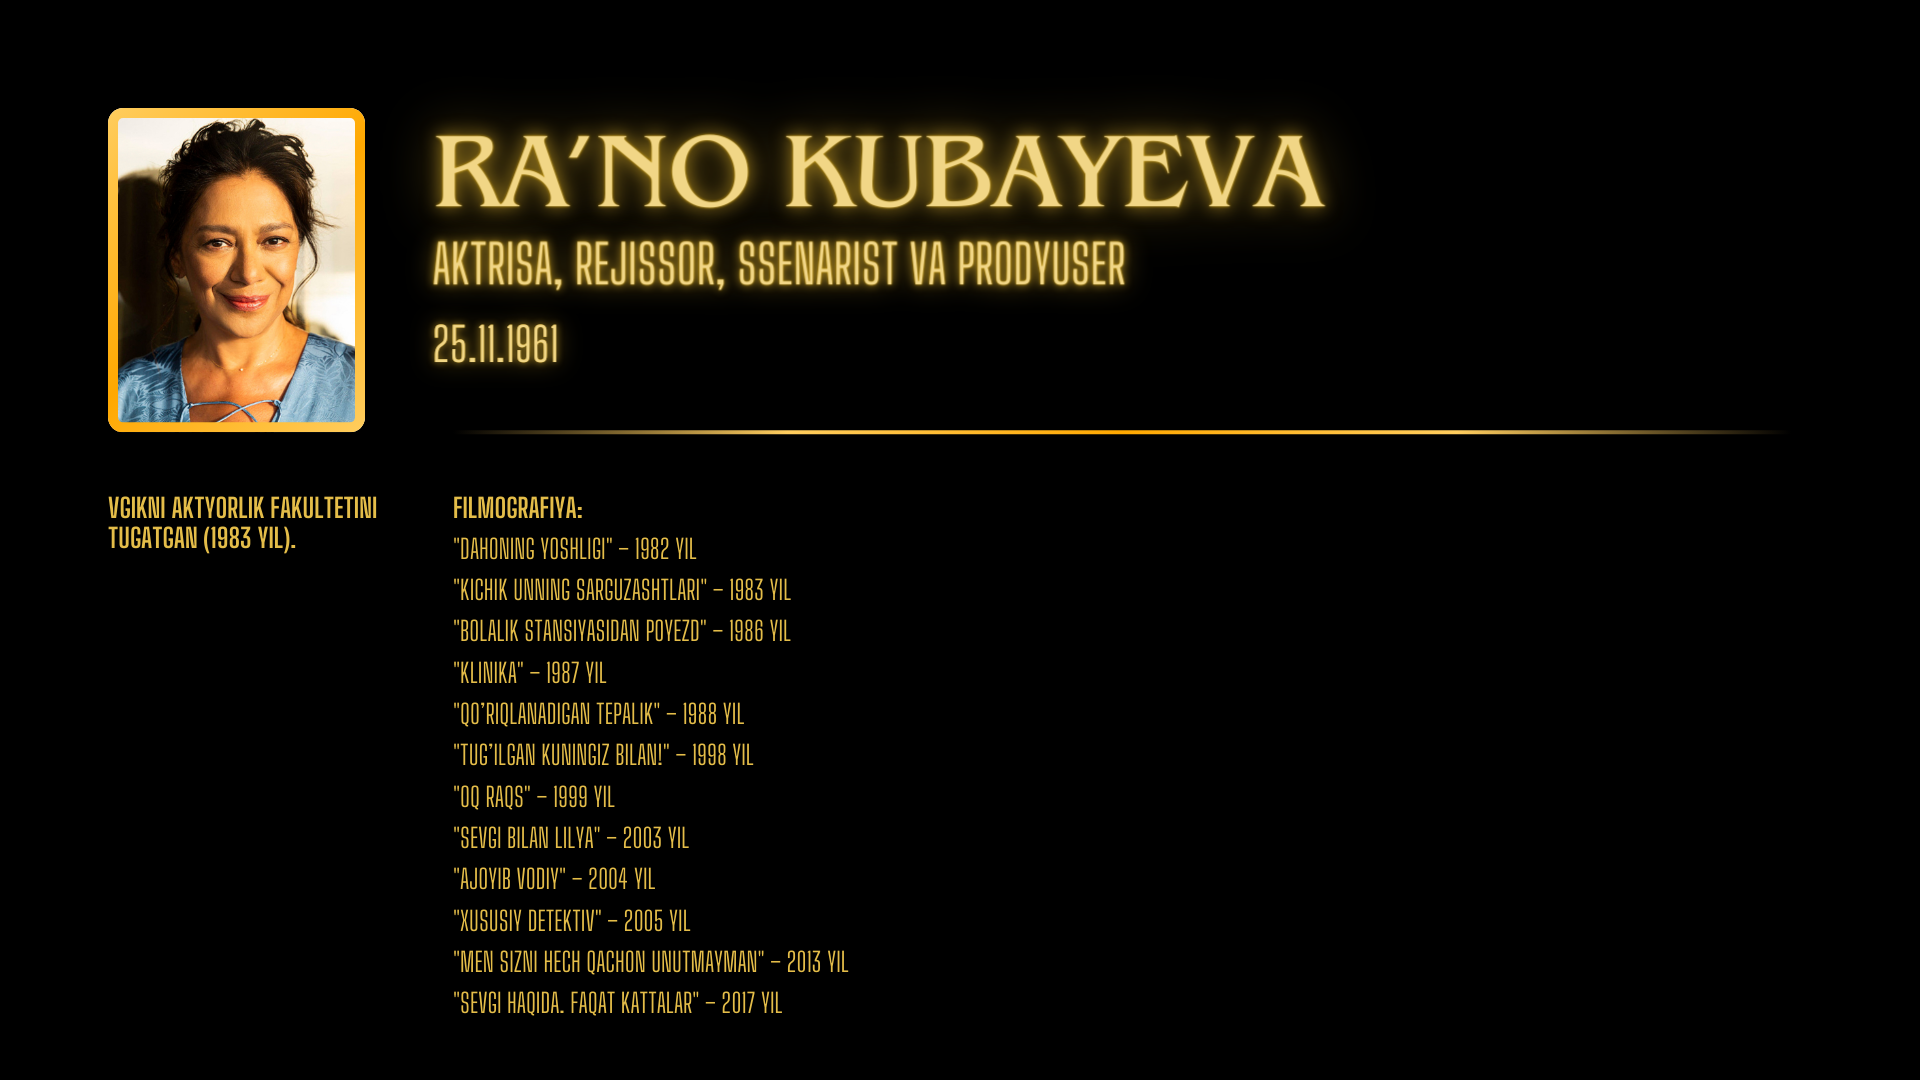 RA’NO KUBAYEVA
AKTRISA, REJISSOR, SSENARIST VA PRODYUSER
25.11.1961
VGIKNI AKTYORLIK FAKULTETINI
TUGATGAN (1983 YIL).
FILMOGRAFIYA:
"DAHONING YOSHLIGI" – 1982 YIL
"KICHIK UNNING SARGUZASHTLARI" – 1983 YIL
"BOLALIK STANSIYASIDAN POYEZD" – 1986 YIL
"KLINIKA" – 1987 YIL
"QO’RIQLANADIGAN TEPALIK" – 1988 YIL
"TUG’ILGAN KUNINGIZ BILAN!" – 1998 YIL
"OQ RAQS" – 1999 YIL
"SEVGI BILAN LILYA" – 2003 YIL
"AJOYIB VODIY" – 2004 YIL
"XUSUSIY DETEKTIV" – 2005 YIL
"MEN SIZNI HECH QACHON UNUTMAYMAN" – 2013 YIL
"SEVGI HAQIDA. FAQAT KATTALAR" – 2017 YIL